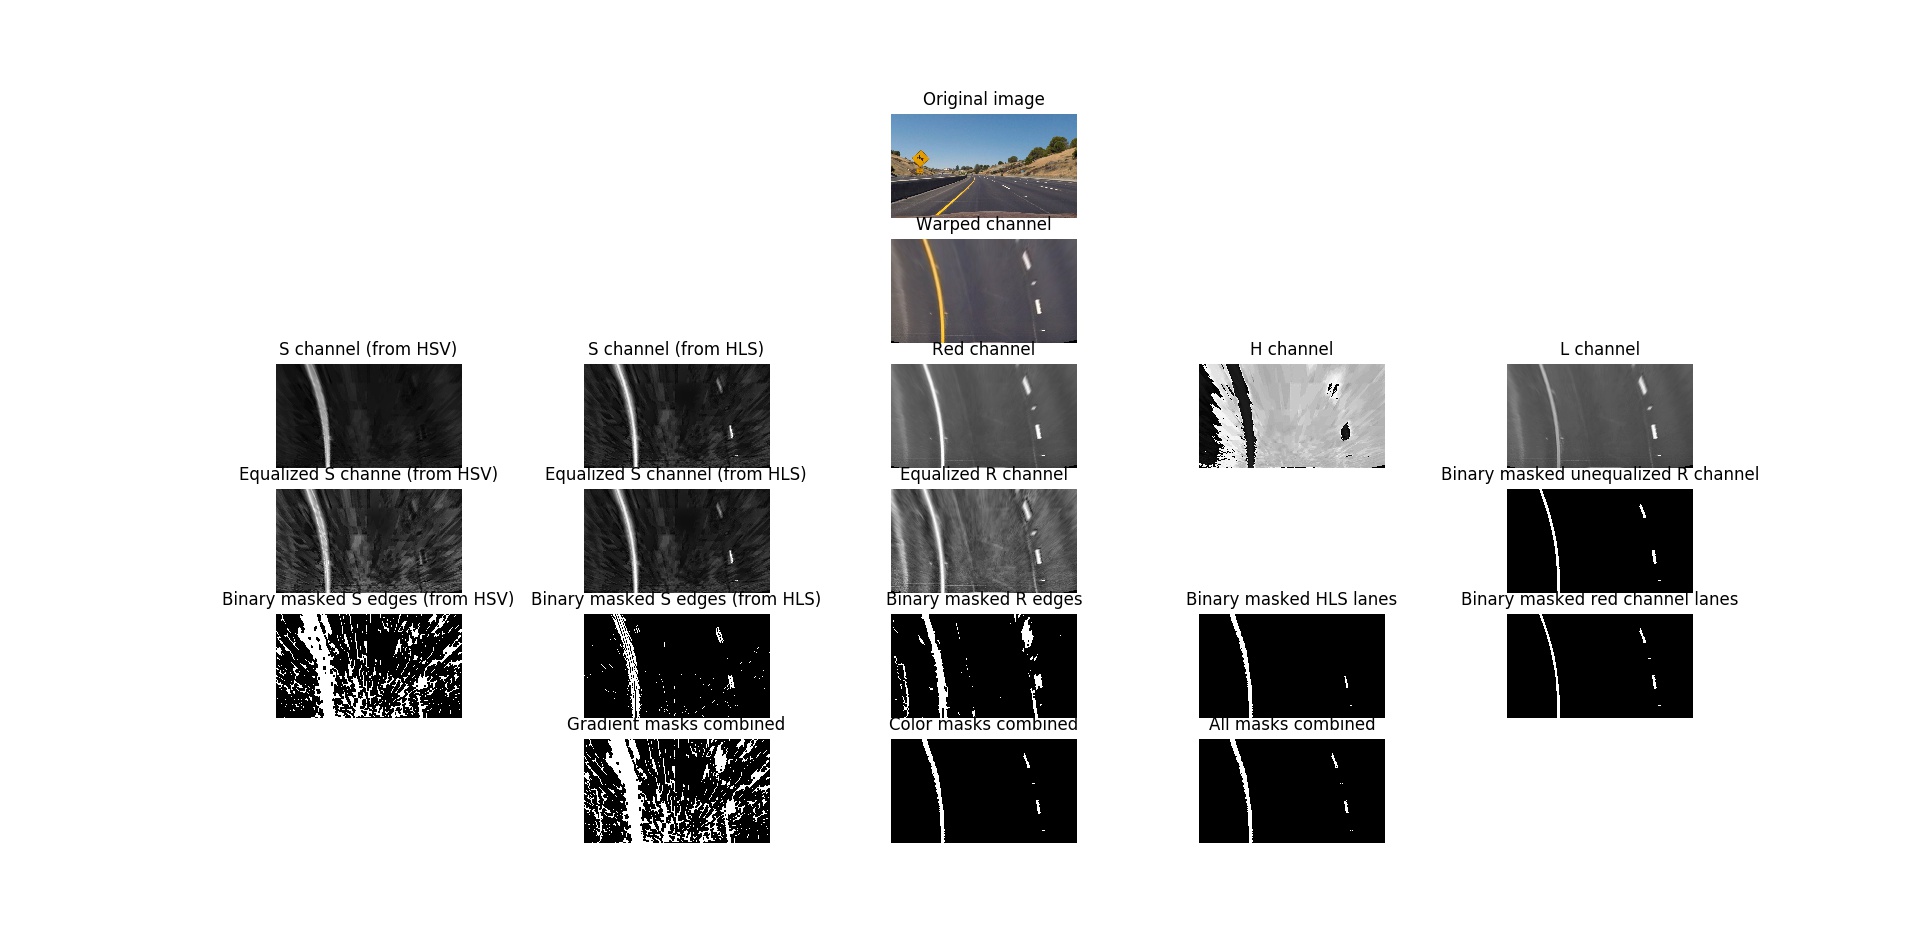 Original image
Warped channel
S channel (from HSV)
S channel (from HLS)
Red channel
H channel
L channel
Equalized S channe (from HSV)
Equalized S channel (from HLS)
Equalized R channel
Binary masked unequalized R channel
Binary masked S edges (from HSV)
Binary masked S edges (from HLS)
Binary masked R edges
Binary masked HLS lanes
Binary masked red channel lanes
Gradient masks combined
Color masks combined
All masks combined